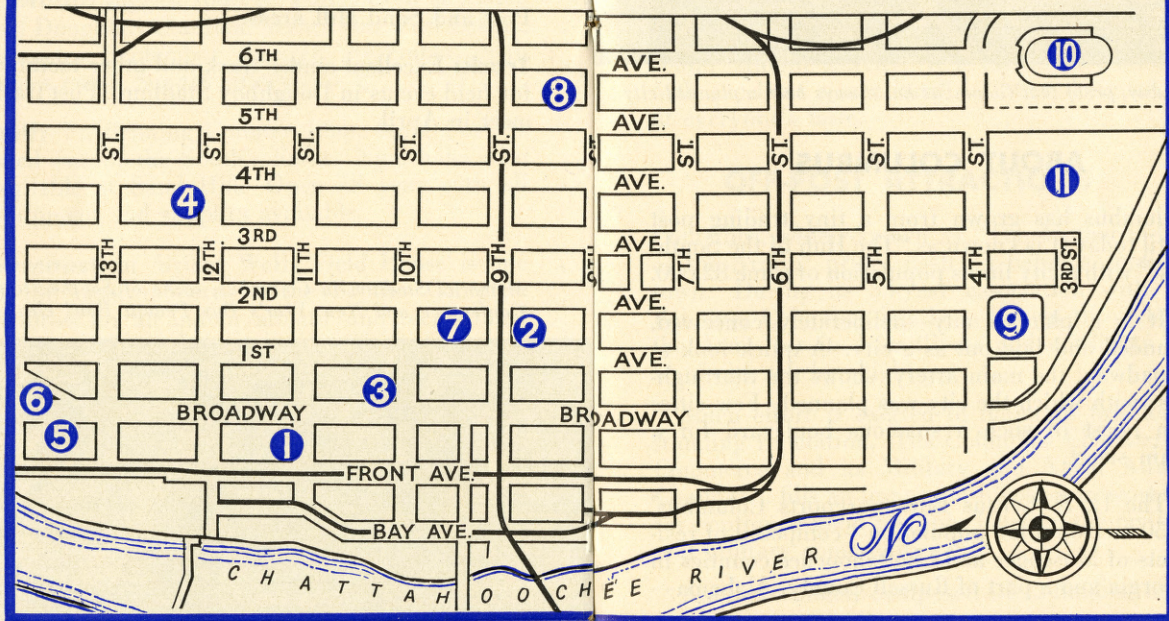 6TH AVE.
10
8
5TH AVE.
ST. ST. ST. ST. ST. ST. ST. ST. ST.
4TH AVE.
11
4
3RD AVE.
13TH 12TH 11TH 10TH 9TH 7TH 6TH 5TH 4TH 3RD ST.
2ND AVE.
9
7 2
1ST AVE.
3
6
BROADWAY BROADWAY
5 1
FRONT AVE.
BAY AVE.
N
CHATTAHOOCHEE RIVER